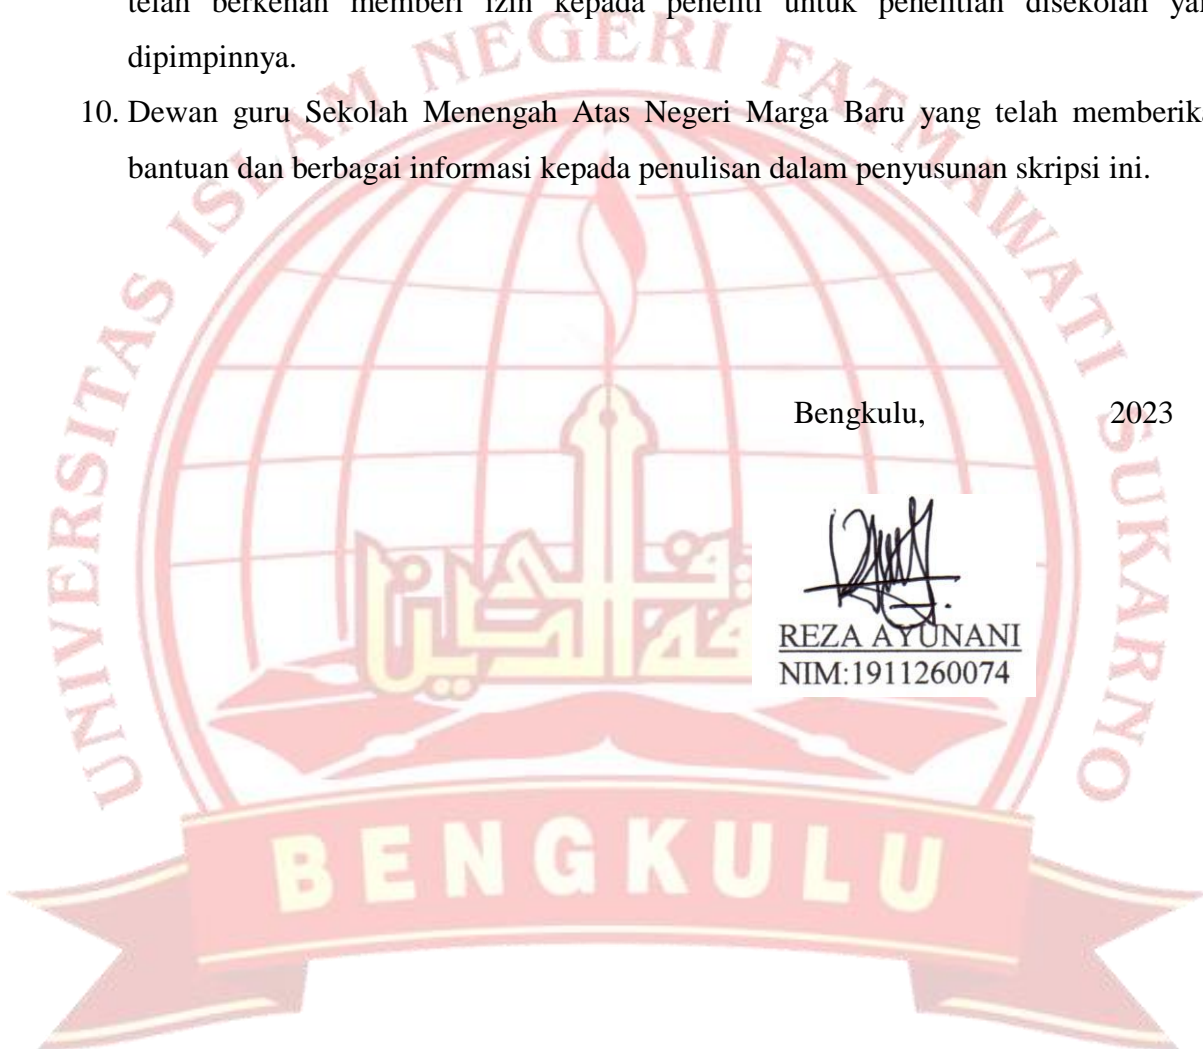 telah berkenan memberi izin kepada peneliti untuk penelitian disekolah
dipimpinnya.
10. Dewan guru Sekolah Menengah Atas Negeri Marga Baru yang telah
bantuan dan berbagai informasi kepada penulisan dalam penyusunan skripsi ini.
UNIVERSITAS ISLAM NEGERI FATMAWATI SUKARNO
Bengkulu, 2023
REZA AYUNANI
NIM:1911260074
BENGKULU